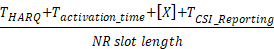 T_HARQ+T_activation_time+[X]+T_CSI_Reporting
NR slot length